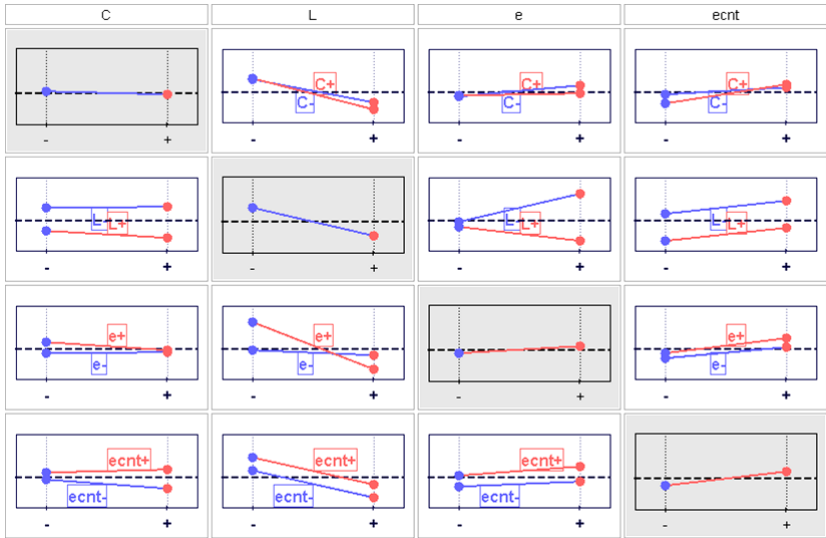 C L e ecnt
C+ C+ C+
C- C- C-
- + - + - + - +
L- L+ L- L+ L- L+
- + - + - + - +
e+ e+ e+
e- e- e-
- + - + - + - +
ecnt+ ecnt+ ecnt+
ecnt- ecnt- ecnt-
- + - + - + - +